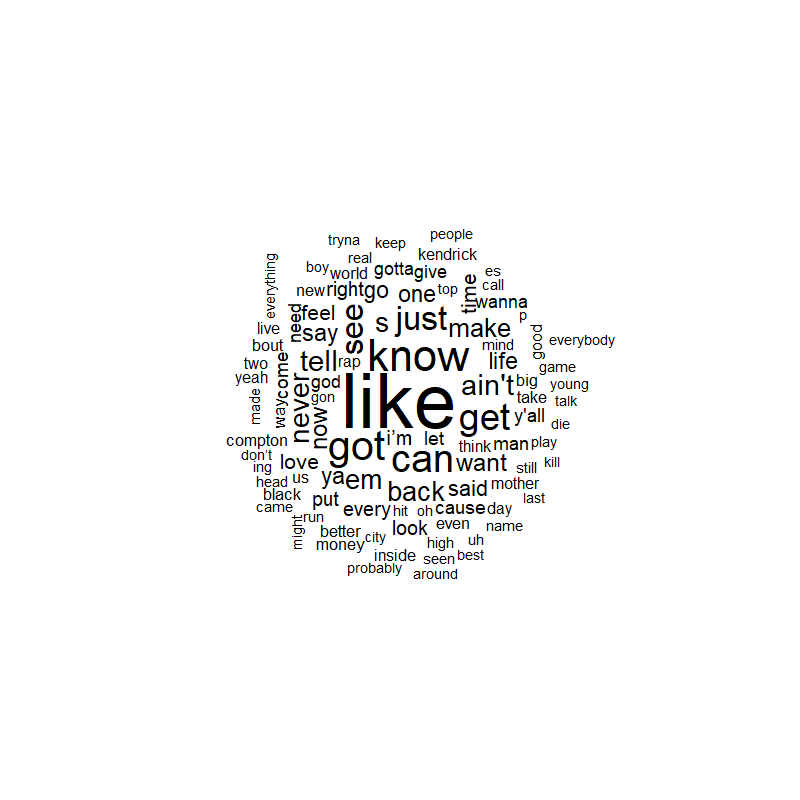 people
tryna
keep
real
kendrick
everything
boy
world
gotta
give
es
new
right
go
one
top
time
call
wanna
need
feel
see
s
just
p
live
say
make
good
everybody
bout
mind
two
tell
rap
know
life
game
yeah
come
god
like
ain't
big
young
made
way
never
gon
take
talk
now
get
y'all
die
compton
got
i’m
let
think
man
play
don’t
ing
love
can
want
still
kill
head
us
ya
em
back
said
mother
black
put
last
came
every
hit
oh
cause
day
might
run
look
even
name
better
city
money
high
uh
inside
seen
best
probably
around